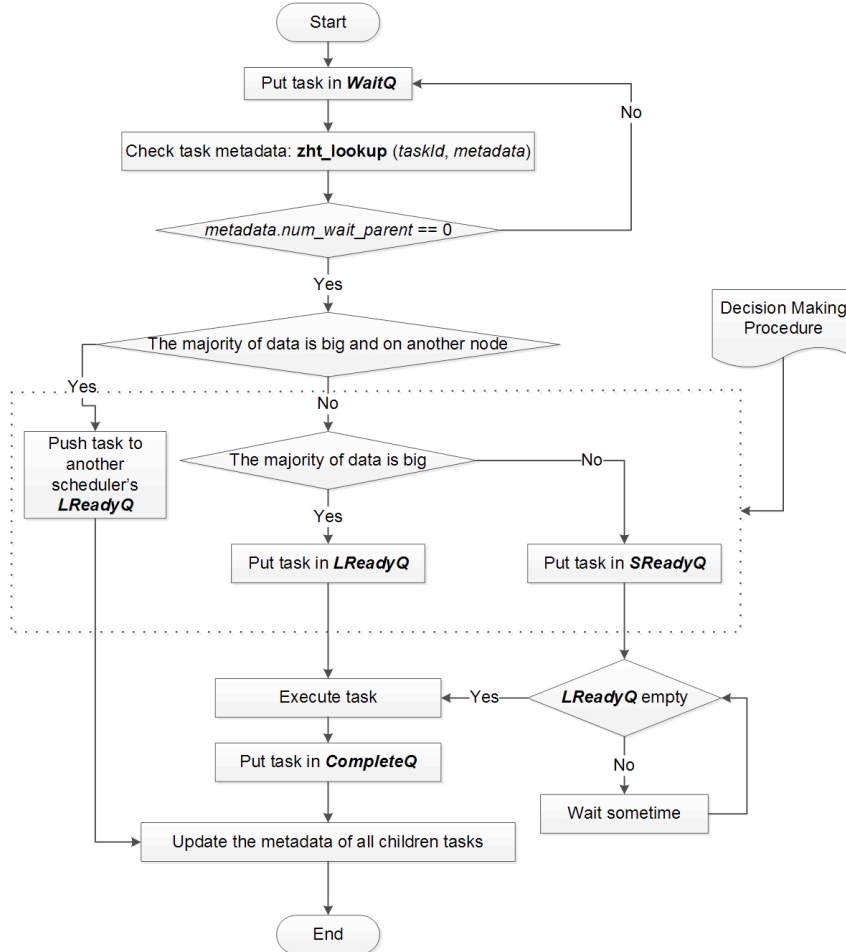 Start
Put task in WaitQ
No
Check task metadata: zht_lookup (taskId, metadata)
metadata.num_wait_parent == 0
Yes
Decision Making
Procedure
The majority of data is big and on another node
Yes
No
Push task to
another
scheduler's
LReadyQ
The majority of data is big
No
Yes
Put task in LReadyQ
Put task in SReadyQ
Execute task
Yes
LReadyQ empty
Put task in CompleteQ
No
Wait sometime
Update the metadata of all children tasks
End